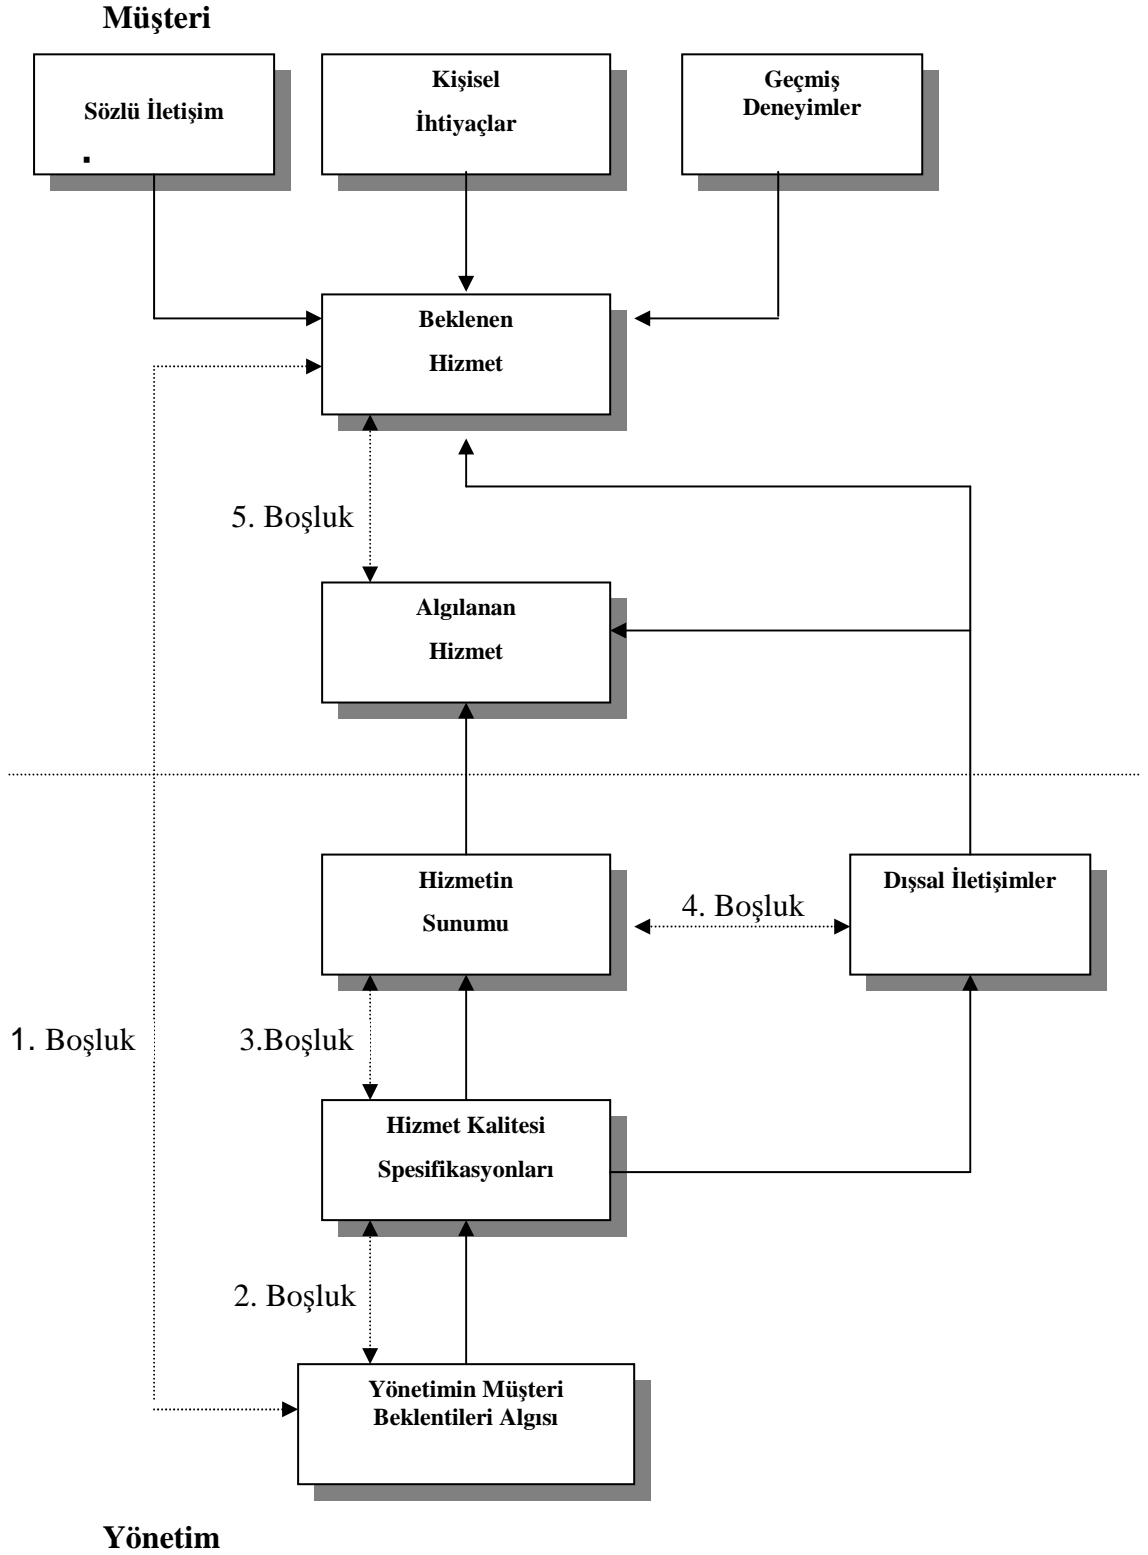 Müşteri
Sözlü İletişim
Kişisel
İhtiyaçlar
Geçmiş
Deneyimler
Beklenen
Hizmet
5. Boşluk
Algılanan
Hizmet
Hizmetin
Sunumu
4. Boşluk
Dışsal İletişimler
1. Boşluk
3.Boşluk
Hizmet Kalitesi
Spesifikasyonları
2. Boşluk
Yönetimin Müşteri
Beklentileri Algısı
Yönetim